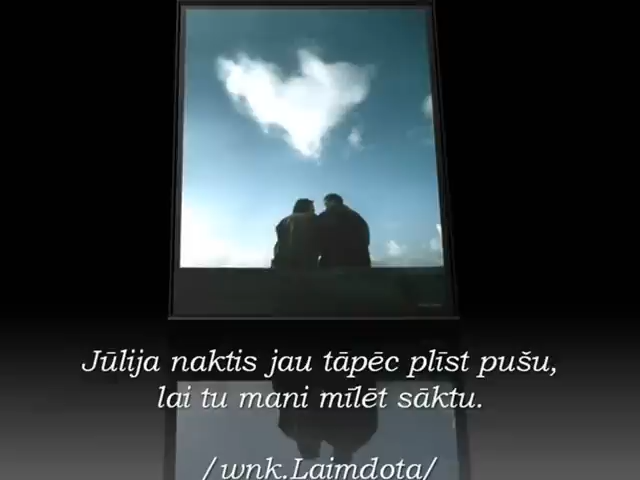 Jūlija naktis jau tāpēc plīst pušu,
lai tu mani mīlēt sāktu.
/wnk.Laimdota/